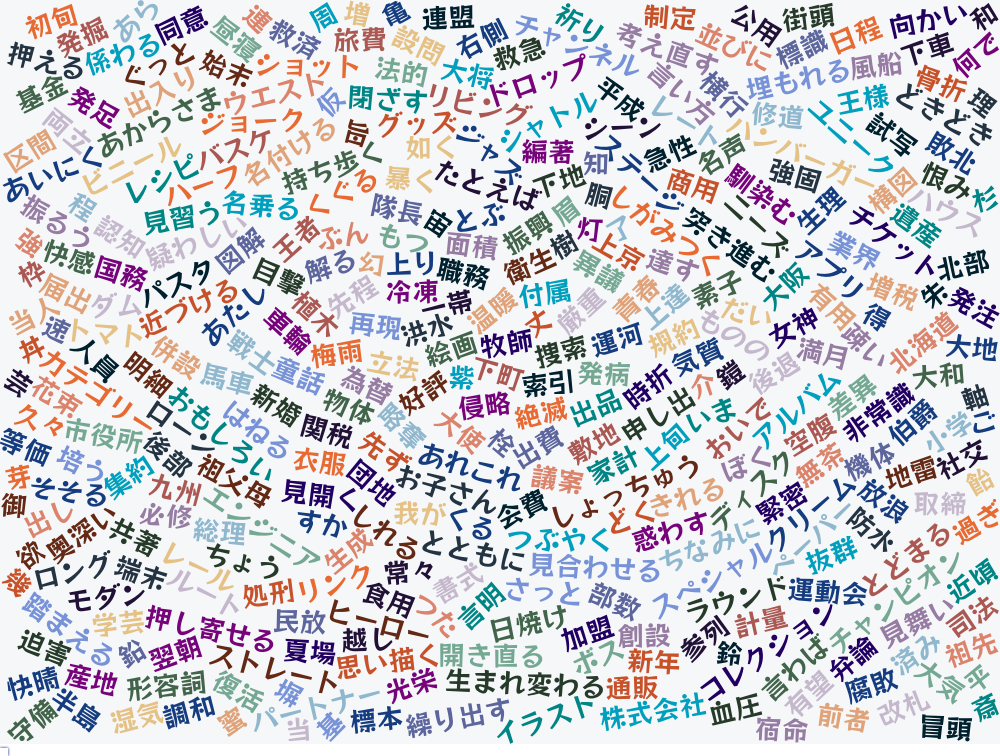 初句
発掘
あら
同意
昼寝
運
救済
周
増
亀
連盟
旅費
設問
右側
救急
チャンネル
祈り
制定
考え直す
並びに
公用
街頭
標識
日程
向かい
和
押える
係わる
ぐっと
始末
ショット
法的
大将
ドロップ
言い方
横行
埋もれる
風船
下車
何で
基金
発足
出入り
ウエスト
仮
閉ざす
リビング
平成
レート
修道
女王様
骨折
理
どきどき
区間
両立
あからさま
ジョーク
旨
グッズ
ジャズ
シャトル
シーン
ハンバーガー
ユニーク
試写
敗北
あいにく
ビニール
レシピ
バスケ
名付ける
持ち歩く
如く
編著
知
システム
急性
名声
強固
恨み
杉
ハーフ
暴く
たとえば
下地
胴
商用
馴染む
生理
横図
ハウス
振るう
程
認知
見習う
名乗る
くぐる
隊長
宙
とぶ
振興
眉
しがみつく
ステージ
突き進む
ニーズ
チケット
遺産
強
快感
国務
疑わしい
図解
王者
ぶん
もつ
面積
衛生
樹
灯
了
上京
達す
アプリ
業界
北部
枠
届出
ダム
パスタ
目撃
解る
幻
上り
職務
異議
素子
大阪
有用
増税
朱
発注
当人
速
トマト
近づける
あたし
植木
先程
冷凍
一帯
温暖
付属
厳重
青春
上達
だい
女神
疎い
得
北海道
丼
人員
併設
戦士
車輪
再現
洪水
絵画
牧師
丈
捜索
運河
規約
ものの
満月
大地
カテゴリー
明細
馬車
童話
梅雨
立法
紫
下町
索引
発病
時折
気質
介
鎧
後退
差異
大和
芸
花束
ローン
おもしろい
はねる
新婚
物体
為替
好評
侵略
絶滅
出品
申し出
アルバム
非常識
軸
久々
市役所
後部
関税
略奪
大使
杏
出費
敷地
上旬
いま
おいで
空腹
伯爵
小学
ご
等価
培う
集約
祖父母
衣服
先ず
あれこれ
議案
家計
ぼく
無茶
機体
地雷
社交
芽
そそる
九州
エンジニア
見開く
団地
お子さん
会費
しょっちゅう
きれる
ディスク
緊密
クリーム
放浪
取締
飴
御
出し
奥深い
共著
必修
総理
すか
しれる
我が
くる
どく
惑わす
ちなみに
ペーパー
防水
過ぎ
欲
幾
ロング
端末
レール
ちょう
生成
とともに
つぶやく
見合わせる
スペシャル
抜群
とどまる
モダン
ルート
処刑
リンク
常々
食用
書式
さっと
部数
ラウンド
運動会
チャンピオン
近頃
踏まえる
学芸
押し寄せる
民放
ヒーロー
つた
言明
日焼け
加盟
創設
参列
計量
見舞い
司法
迫害
鉛
翌朝
ストレート
夏場
越し
思い描く
開き直る
ボス
新年
鈴
コレクション
言わば
弁論
済み
祖先
快晴
産地
形容詞
復活
塀
パートナー
光栄
生まれ変わる
通販
有望
腐敗
大気
平
守備
半島
湿気
調和
蜜
当
墓
標本
繰り出す
イラスト
株式会社
血圧
宿命
前者
改札
冒頭
斎